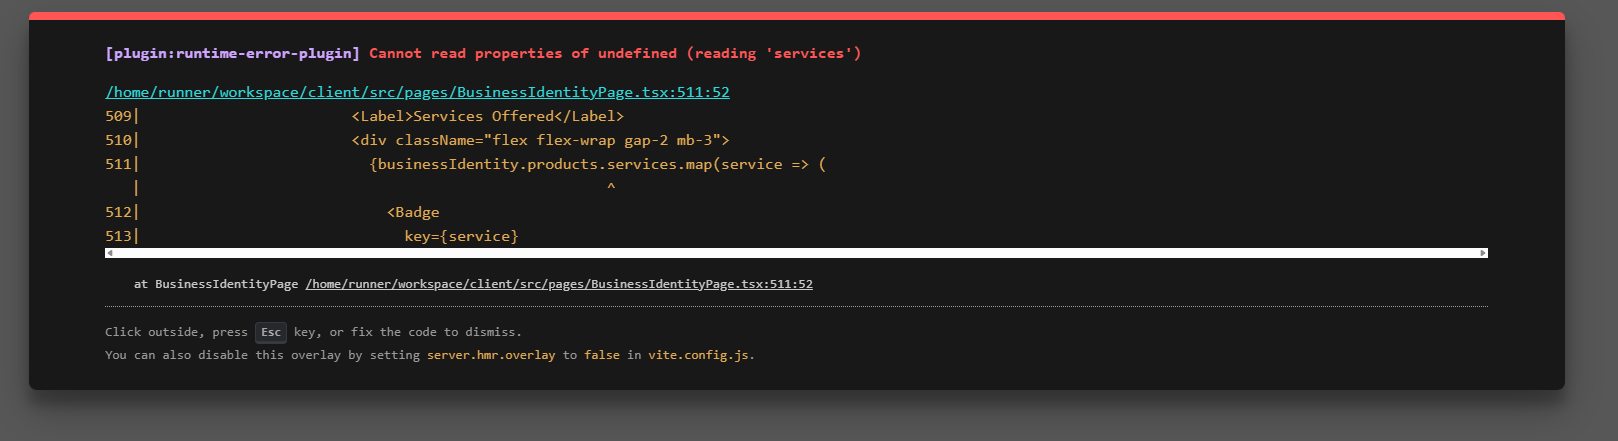 [plugin:runtime-error-plugin] Cannot read properties of undefined (reading 'services')
/home/runner/workspace/client/src/pages/BusinessIdentityPage.tsx:511:52
509|                        <Label>Services Offered</Label>
510|                        <div className="flex flex-wrap gap-2 mb-3">
511|                          {businessIdentity.products.services.map(service => (
   |                                                     ^
512|                            <Badge
513|                              key={service}
at BusinessIdentityPage /home/runner/workspace/client/src/pages/BusinessIdentityPage.tsx:511:52
Click outside, press Esc key, or fix the code to dismiss.
You can also disable this overlay by setting server.hmr.overlay to false in vite.config.js.